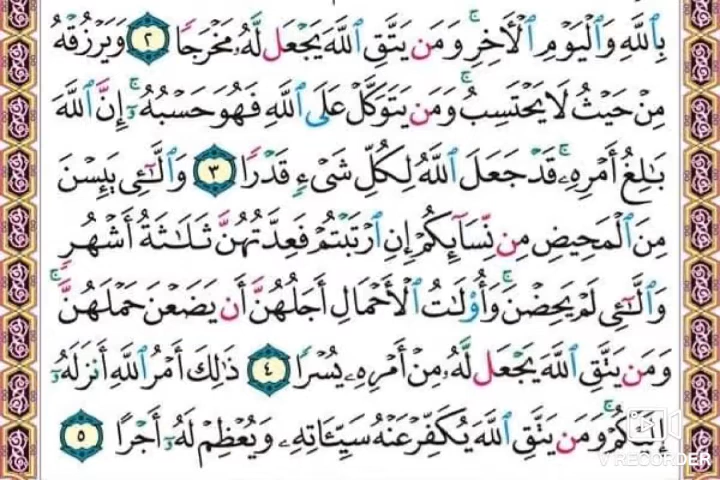 بِٱللَّهِ وَٱلۡيَوۡمِ ٱلۡأٓخِرِۚ وَمَن يَتَّقِ ٱللَّهَ يَجۡعَل لَّهُۥ مَخۡرَجٗا ٢ وَيَرۡزُقۡهُ
مِنۡ حَيۡثُ لَا يَحۡتَسِبُۚ وَمَن يَتَوَكَّلۡ عَلَى ٱللَّهِ فَهُوَ حَسۡبُهُۥٓۚ إِنَّ ٱللَّهَ
بَٰلِغُ أَمۡرِهِۦۚ قَدۡ جَعَلَ ٱللَّهُ لِكُلِّ شَيۡءٖ قَدۡرٗا ٣ وَٱلَّٰٓـِٔي يَئِسۡنَ
مِنَ ٱلۡمَحِيضِ مِن نِّسَآئِكُمۡ إِنِ ٱرۡتَبۡتُمۡ فَعِدَّتُهُنَّ ثَلَٰثَةُ أَشۡهُرٖ
وَٱلَّٰٓـِٔي لَمۡ يَحِضۡنَۚ وَأُوْلَٰتُ ٱلۡأَحۡمَالِ أَجَلُهُنَّ أَن يَضَعۡنَ حَمۡلَهُنَّۚ
وَمَن يَتَّقِ ٱللَّهَ يَجۡعَل لَّهُۥ مِنۡ أَمۡرِهِۦ يُسۡرٗا ٤ ذَٰلِكَ أَمۡرُ ٱللَّهِ أَنزَلَهُۥٓ
إِلَيۡكُمۡۚ وَمَن يَتَّقِ ٱللَّهَ يُكَفِّرۡ عَنۡهُ سَيِّـَٔاتِهِۦ وَيُعۡظِمۡ لَهُۥٓ أَجۡرًا ٥
V RECORDER